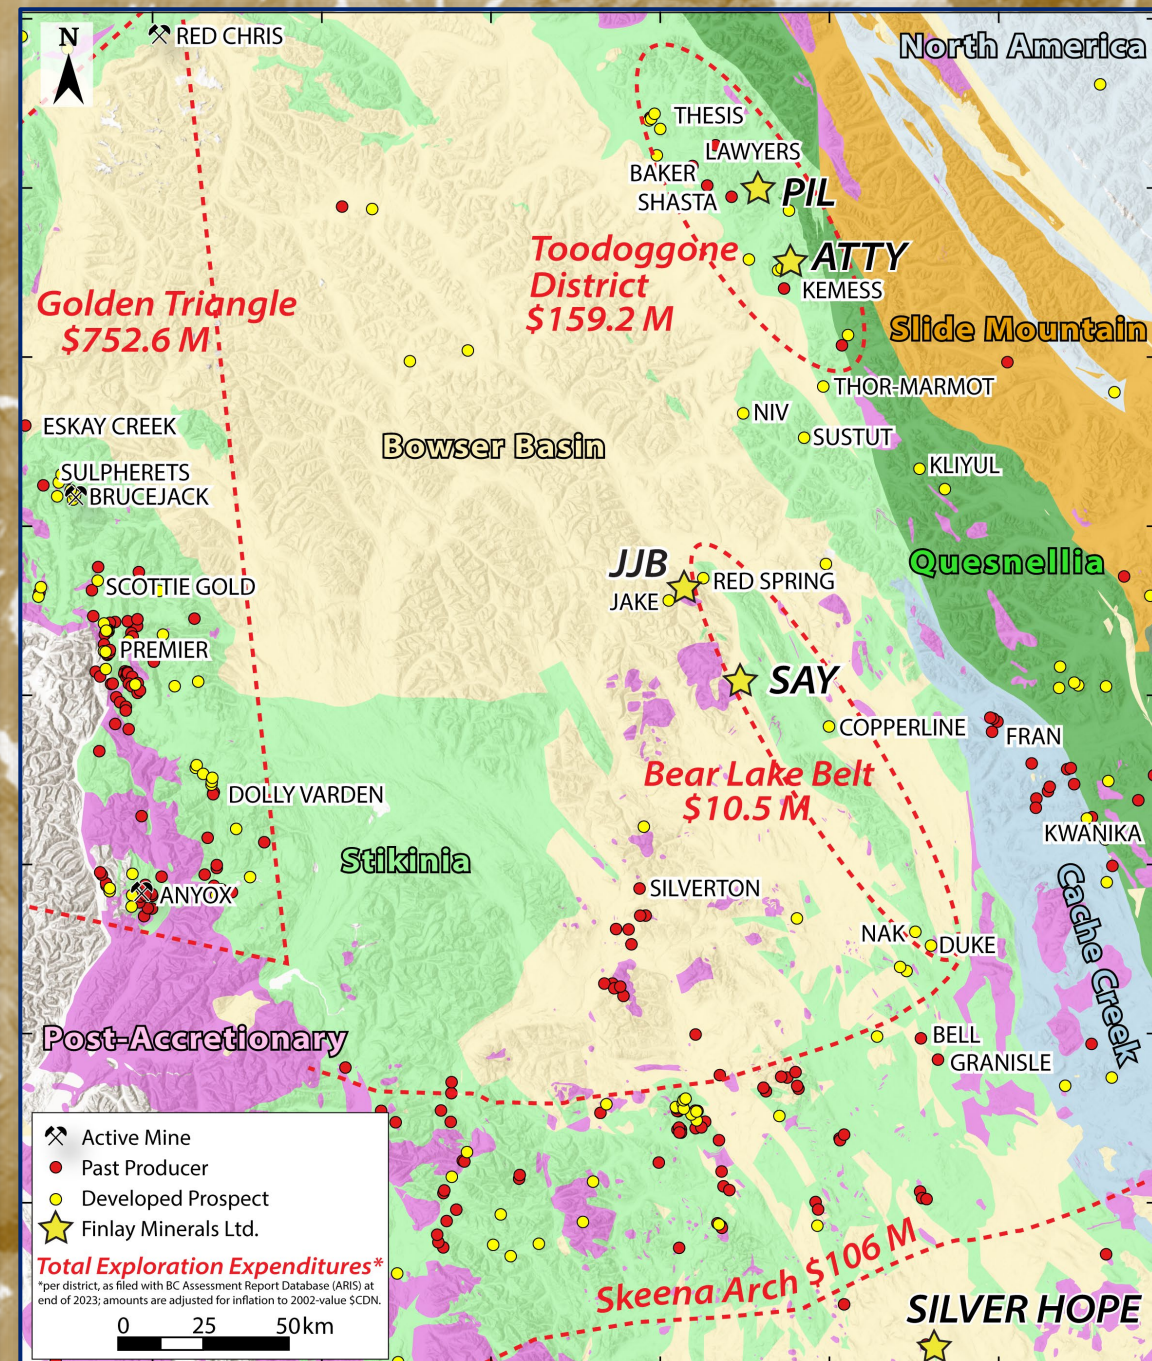 N
RED CHRIS
North America
THESIS
LAWYERS
BAKER
SHASTA
PIL
Toodoggone
District
$159.2 M
ATTY
KEMESS
Golden Triangle
$752.6 M
Slide Mountain
THOR-MARMOT
NIV
SUSTUT
ESKAY CREEK
Bowser Basin
KLIYUL
SULPHERETS
BRUCEJACK
Quesnellia
JJB
RED SPRING
JAKE
SCOTTIE GOLD
PREMIER
SAY
COPPERLINE
FRAN
Bear Lake Belt
$10.5 M
DOLLY VARDEN
KWANIKA
Stikinia
SILVERTON
ANYOX
Cache Creek
NAK
DUKE
Post-Accretionary
BELL
GRANISLE
Active Mine
Past Producer
Developed Prospect
Finlay Minerals Ltd.
Total Exploration Expenditures*
*per district, as filed with BC Assessment Report Database (ARIS) at
end of 2023; amounts are adjusted for inflation to 2002-value $CDN.
0 25 50km
Skeena Arch $106 M
SILVER HOPE